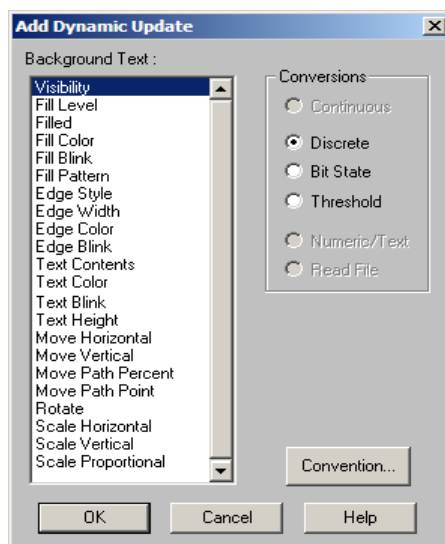 Add Dynamic Update
Background Text :
Visibility
Fill Level
Filled
Fill Color
Fill Blink
Fill Pattern
Edge Style
Edge Width
Edge Color
Edge Blink
Text Contents
Text Color
Text Blink
Text Height
Move Horizontal
Move Vertical
Move Path Percent
Move Path Point
Rotate
Scale Horizontal
Scale Vertical
Scale Proportional
Conversions
Continuous
Discrete
Bit State
Threshold
Numeric/Text
Read File
Convention...
OK
Cancel
Help